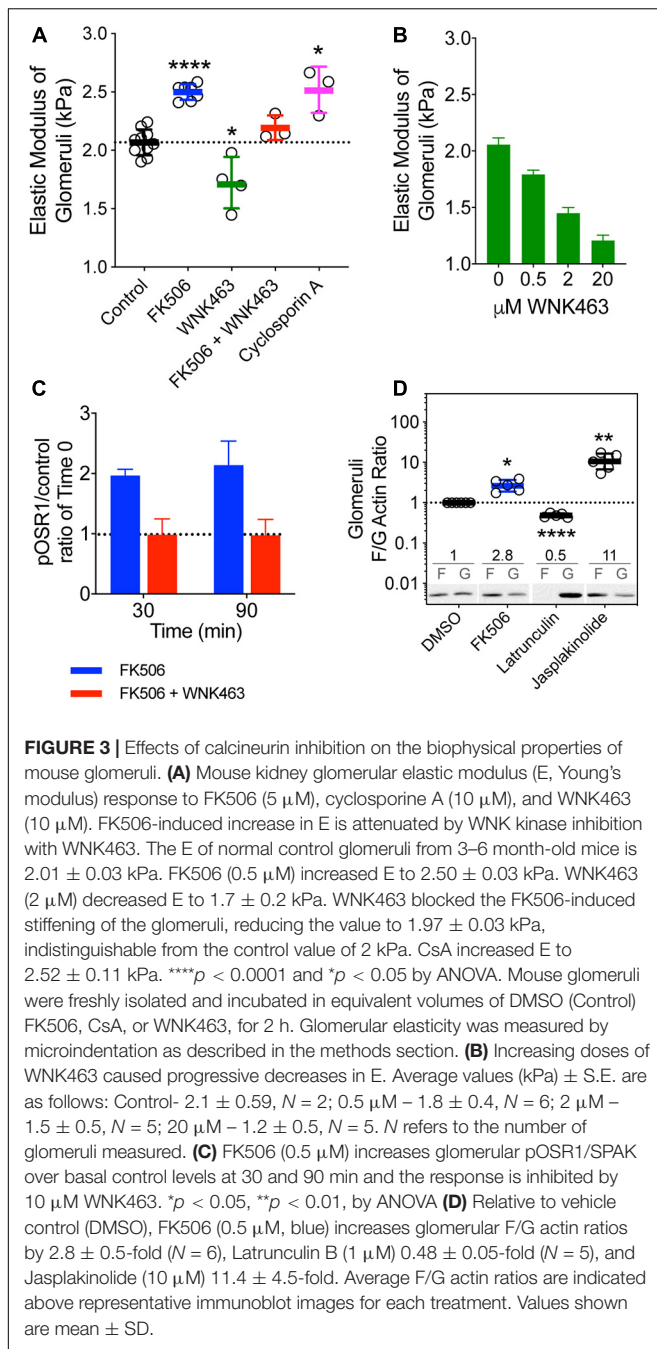 A
Elastic Modulus of
Glomeruli (kPa)
3.0
2.5
2.0
1.5
1.0
****
*
*
Control
FK506
WNK463
FK506 + WNK463
Cyclosporin A
B
Elastic Modulus of
Glomeruli (kPa)
3.0
2.5
2.0
1.5
1.0
0 0.5 2 20
μM WNK463
C
pOSR1/control
ratio of Time 0
3
2
1
0
30 90
Time (min)
FK506
FK506 + WNK463
D
Glomeruli
F/G Actin Ratio
100
10
1
0.1
0.01
*
****
**
1 2.8 0.5 11
F G F G F G F G
DMSO
FK506
Latrunculin
Jasplakinolide
FIGURE 3 | Effects of calcineurin inhibition on the biophysical properties of
mouse glomeruli. (A) Mouse kidney glomerular elastic modulus (E, Young's
modulus) response to FK506 (5 μM), cyclosporine A (10 μM), and WNK463
(10 μM). FK506-induced increase in E is attenuated by WNK kinase inhibition
with WNK463. The E of normal control glomeruli from 3–6 month-old mice is
2.01 ± 0.03 kPa. FK506 (0.5 μM) increased E to 2.50 ± 0.03 kPa. WNK463
(2 μM) decreased E to 1.7 ± 0.2 kPa. WNK463 blocked the FK506-induced
stiffening of the glomeruli, reducing the value to 1.97 ± 0.03 kPa,
indistinguishable from the control value of 2 kPa. CsA increased E to
2.52 ± 0.11 kPa. ****p < 0.0001 and *p < 0.05 by ANOVA. Mouse glomeruli
were freshly isolated and incubated in equivalent volumes of DMSO (Control)
FK506, CsA, or WNK463, for 2 h. Glomerular elasticity was measured by
microindentation as described in the methods section. (B) Increasing doses of
WNK463 caused progressive decreases in E. Average values (kPa) ± S.E. are
as follows: Control- 2.1 ± 0.59, N = 2; 0.5 μM – 1.8 ± 0.4, N = 6; 2 μM –
1.5 ± 0.5, N = 5; 20 μM – 1.2 ± 0.5, N = 5. N refers to the number of
glomeruli measured. (C) FK506 (0.5 μM) increases glomerular pOSR1/SPAK
over basal control levels at 30 and 90 min and the response is inhibited by
10 μM WNK463. *p < 0.05, **p < 0.01, by ANOVA (D) Relative to vehicle
control (DMSO), FK506 (0.5 μM, blue) increases glomerular F/G actin ratios
by 2.8 ± 0.5-fold (N = 6), Latrunculin B (1 μM) 0.48 ± 0.05-fold (N = 5), and
Jasplakinolide (10 μM) 11.4 ± 4.5-fold. Average F/G actin ratios are indicated
above representative immunoblot images for each treatment. Values shown
are mean ± SD.